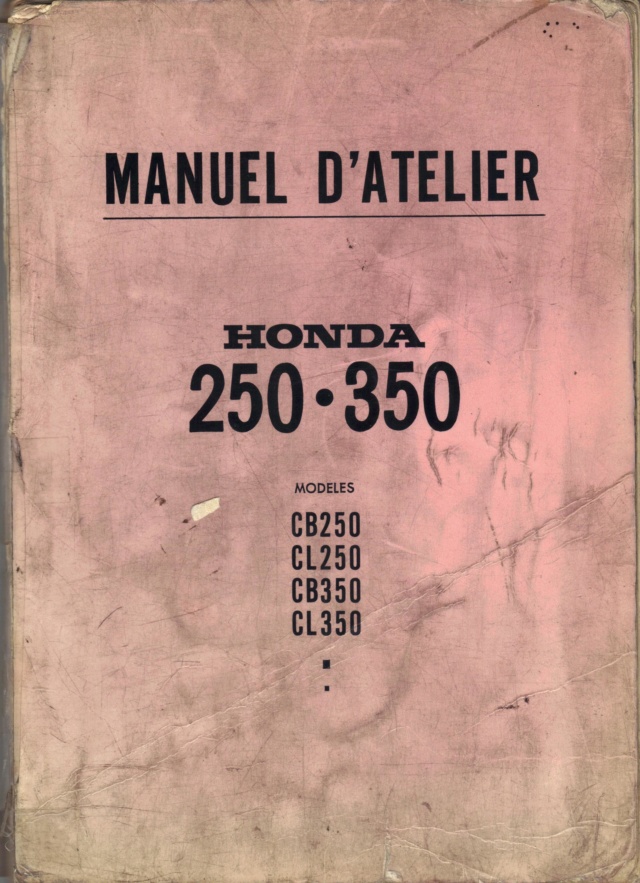 MANUEL D'ATELIER
HONDA
250•350
MODELES
CB250
CL250
CB350
CL350